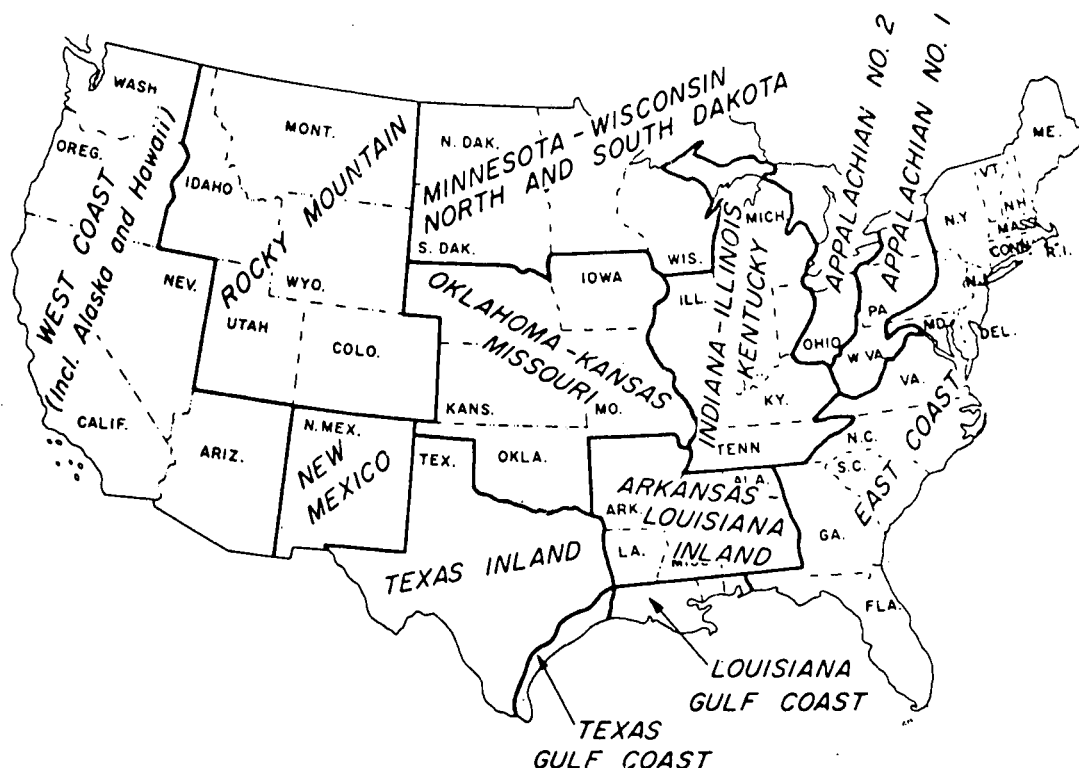 APPALACHIAN NO. 2
APPALACHIAN NO. 1
WASH
MONT.
N. DAK.
MINNESOTA - WISCONSIN
NORTH AND SOUTH DAKOTA
ME.
OREG.
IDAHO
ROCKY MOUNTAIN
VT.
NH
MASS
CONN
R.I.
N.Y
MICH.
WEST COAST
(Incl. Alaska and Hawaii)
S. DAK.
WIS.
NEV.
WYO.
IOWA
ILL.
INDIANA-ILLINOIS
KENTUCKY
PA
N.J.
UTAH
COLO.
OKLAHOMA-KANSAS
MISSOURI
OHIO
W VA.
MD.
DEL.
VA.
CALIF.
ARIZ.
N. MEX.
NEW
MEXICO
KANS.
MO.
KY.
TEX.
OKLA.
TENN
N.C.
S.C.
EAST COAST
ALA.
ARKANSAS -
LOUISIANA
INLAND
ARK.
LA.
MISS
GA.
TEXAS INLAND
FLA.
LOUISIANA
GULF COAST
TEXAS
GULF COAST